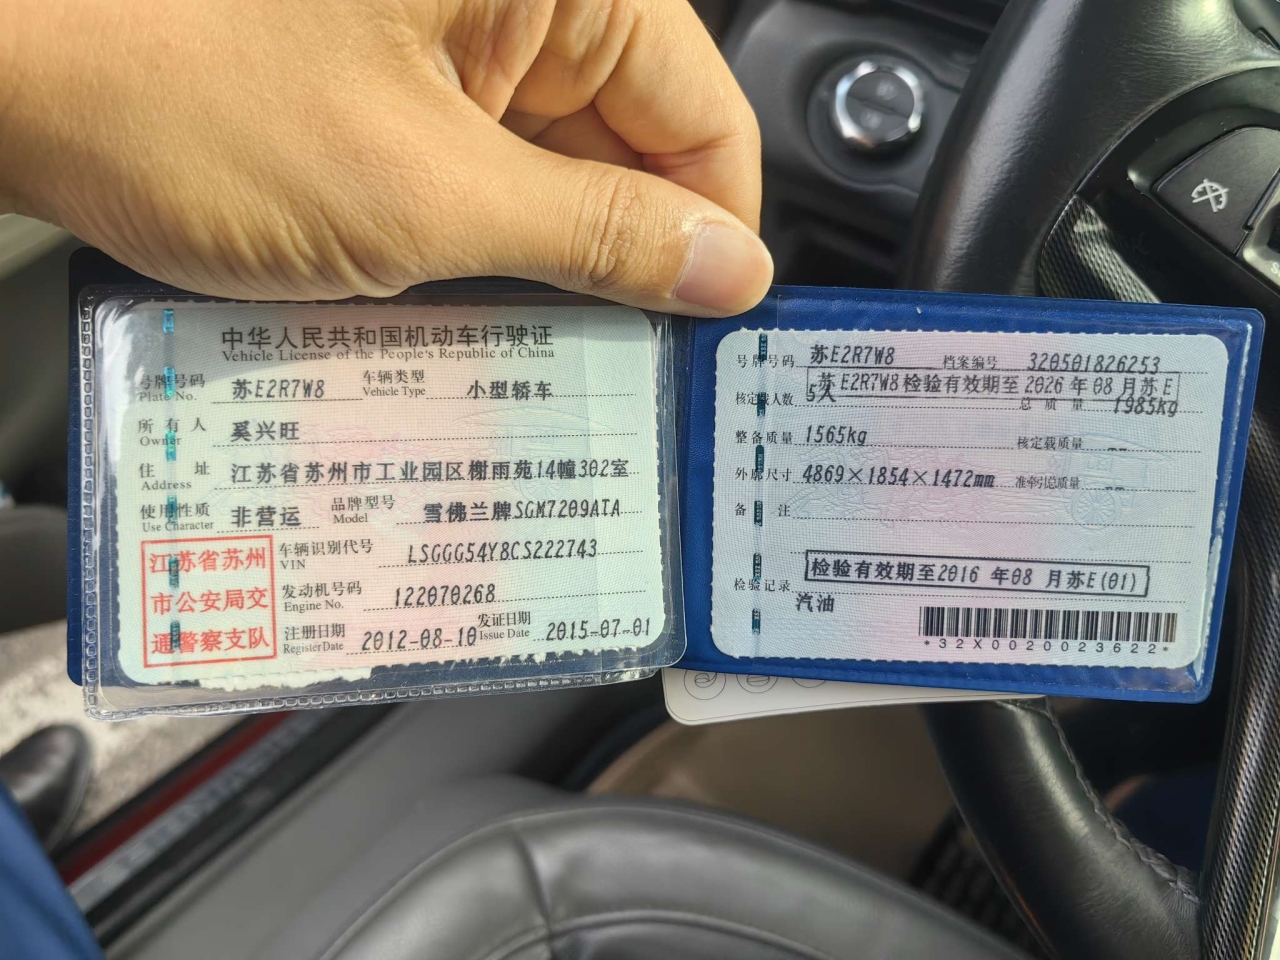 中华人民共和国机动车行驶证
Vehicle License of the People's Republic of China
号牌号码 苏E2R7W8 车辆类型 小型轿车
Plate No. Vehicle Type
所有人 奚兴旺
Owner
住址 江苏省苏州市工业园区榭雨苑14幢302室
Address
使用性质 非营运 品牌型号 雪佛兰牌SGM7209ATA
Use Character Model
江苏省苏州
市公安局交
通警察支队
车辆识别代号 LSGGG54Y8CS222743
VIN
发动机号码 122070268
Engine No.
注册日期 2012-08-10 发证日期 2015-07-01
Register Date Issue Date
号牌号码 苏E2R7W8 档案编号 320501826253
苏E2R7W8检验有效期至2026年08月苏E
核定载人数 5人 总质量 1985kg
整备质量 1565kg 核定载质量 --
外廓尺寸 4869×1854×1472mm 准牵引总质量 --
备注
检验有效期至2016 年08 月苏E(01)
检验记录
汽油
*32X0020023622*